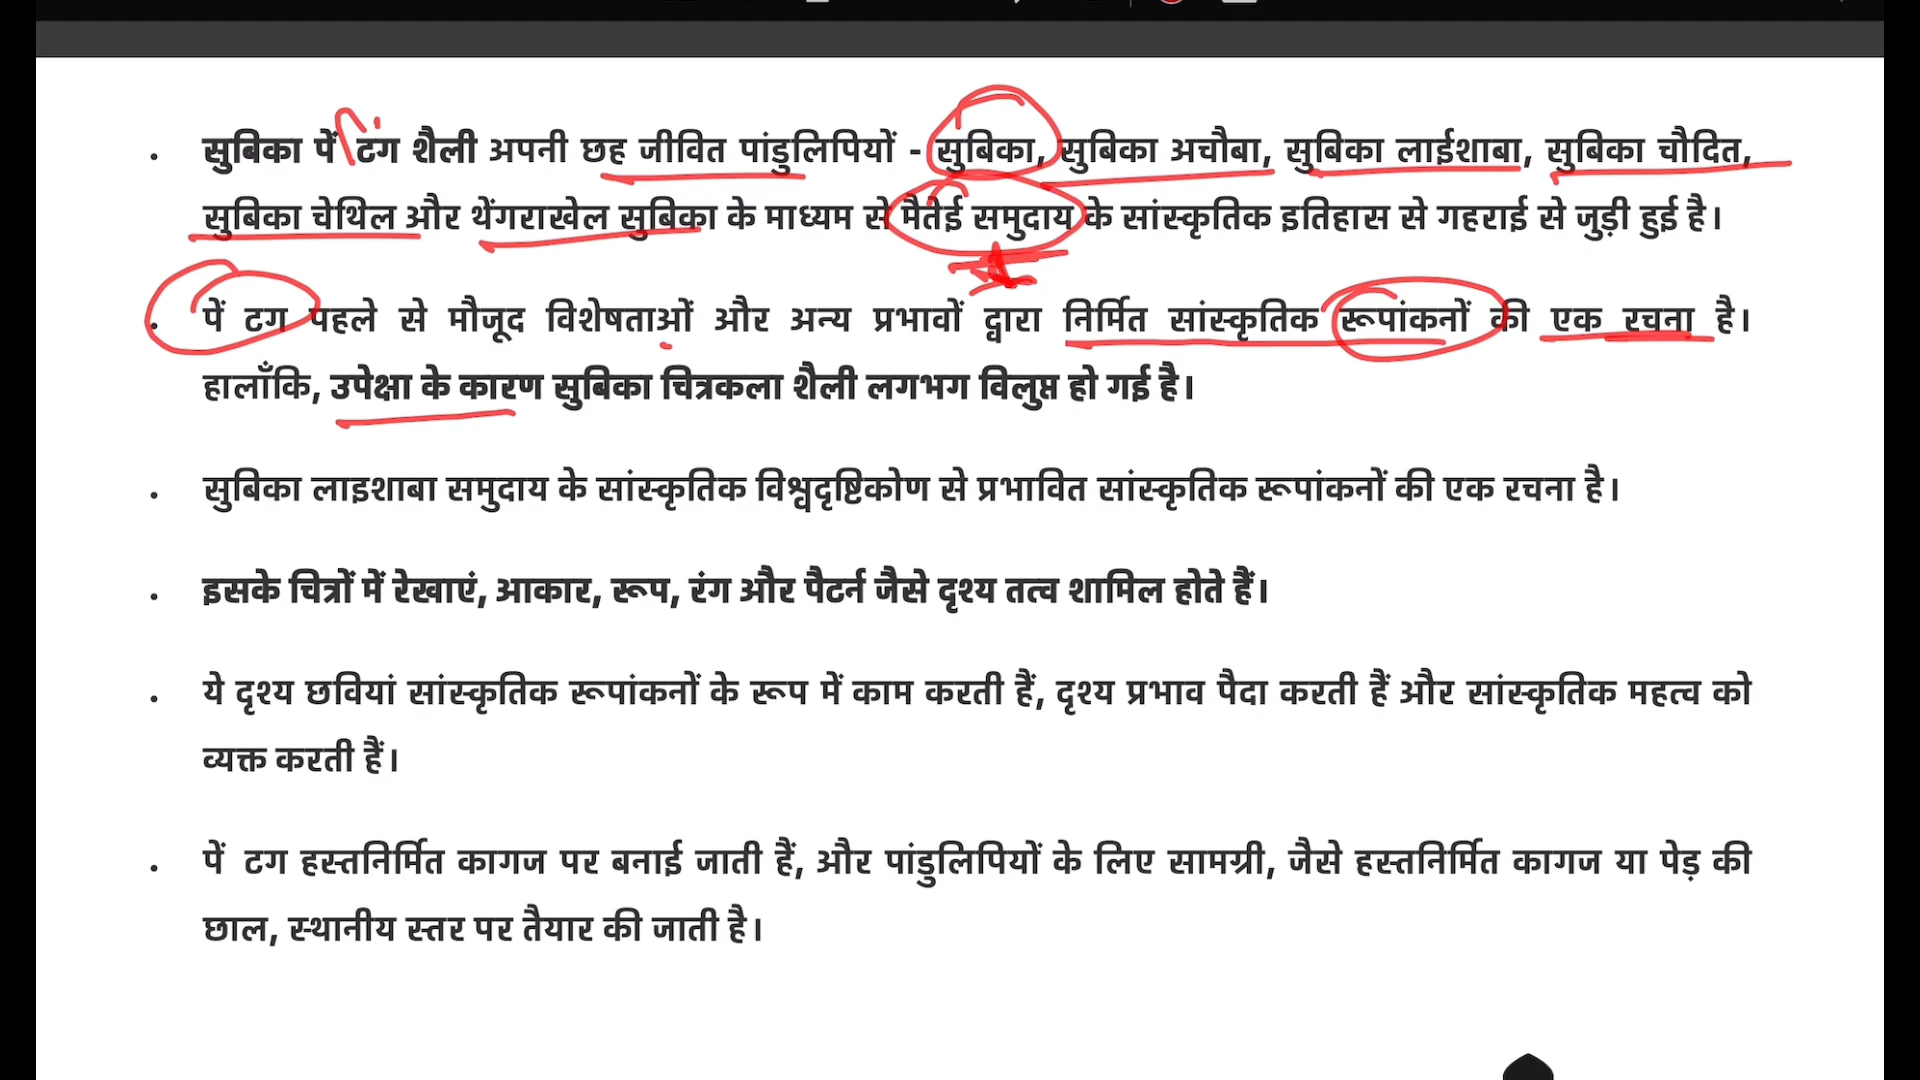 . सुबिका पें टंग शैली अपनी छह जीवित पांडुलिपियों - सुबिका, सुबिका अचौबा, सुबिका लाईशाबा, सुबिका चौदित,
सुबिका चेथिल और थेंगराखेल सुबिका के माध्यम से मैतेई समुदाय के सांस्कृतिक इतिहास से गहराई से जुड़ी हुई है।
. पें टग पहले से मौजूद विशेषताओं और अन्य प्रभावों द्वारा निर्मित सांस्कृतिक रूपांकनों की एक रचना है।
हालाँकि, उपेक्षा के कारण सुबिका चित्रकला शैली लगभग विलुप्त हो गई है।
. सुबिका लाइशाबा समुदाय के सांस्कृतिक विश्वदृष्टिकोण से प्रभावित सांस्कृतिक रूपांकनों की एक रचना है।
. इसके चित्रों में रेखाएं, आकार, रूप, रंग और पैटर्न जैसे दृश्य तत्व शामिल होते हैं।
. ये दृश्य छवियां सांस्कृतिक रूपांकनों के रूप में काम करती हैं, दृश्य प्रभाव पैदा करती हैं और सांस्कृतिक महत्व को
व्यक्त करती हैं।
. पें टग हस्तनिर्मित कागज पर बनाई जाती हैं, और पांडुलिपियों के लिए सामग्री, जैसे हस्तनिर्मित कागज या पेड़ की
छाल, स्थानीय स्तर पर तैयार की जाती है।